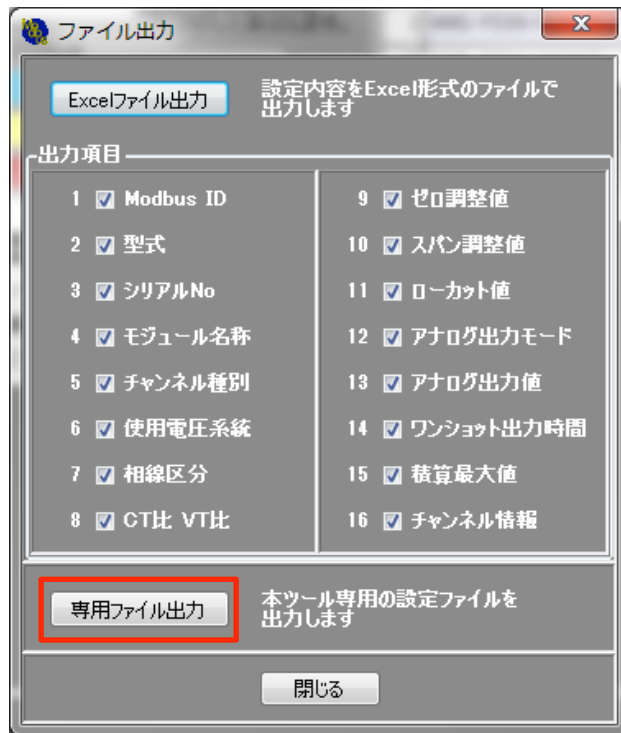 ファイル出力
Excelファイル出力
設定内容をExcel形式のファイルで
出力します
出力項目
1 Modbus ID
2 型式
3 シリアルNo
4 モジュール名称
5 チャンネル種別
6 使用電圧系統
7 相線区分
8 CT比 VT比
9 ゼロ調整値
10 スパン調整値
11 ローカット値
12 アナログ出力モード
13 アナログ出力値
14 ワンショット出力時間
15 積算最大値
16 チャンネル情報
専用ファイル出力
本ツール専用の設定ファイルを
出力します
閉じる